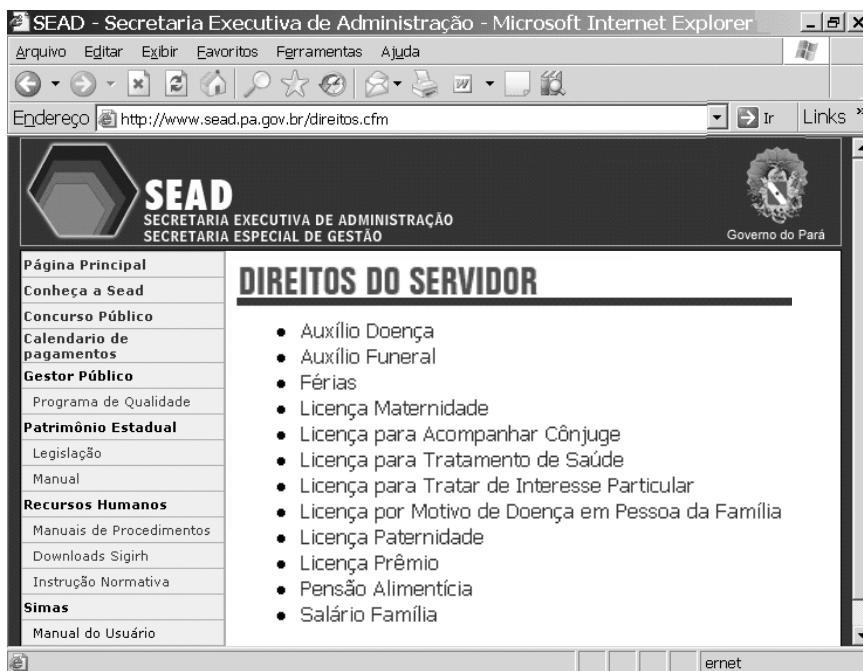 SEAD - Secretaria Executiva de Administração - Microsoft Internet Explorer
Arquivo Editar Exibir Favoritos Ferramentas Ajuda
Endereço http://www.sead.pa.gov.br/direitos.cfm Ir Links »
SEAD
SECRETARIA EXECUTIVA DE ADMINISTRAÇÃO
SECRETARIA ESPECIAL DE GESTÃO
Governo do Pará
Página Principal
Conheça a Sead
Concurso Público
Calendario de
pagamentos
Gestor Público
Programa de Qualidade
Patrimônio Estadual
Legislação
Manual
Recursos Humanos
Manuais de Procedimentos
Downloads Sigirh
Instrução Normativa
Simas
Manual do Usuário
DIREITOS DO SERVIDOR
• Auxílio Doença
• Auxílio Funeral
• Férias
• Licença Maternidade
• Licença para Acompanhar Cônjuge
• Licença para Tratamento de Saúde
• Licença para Tratar de Interesse Particular
• Licença por Motivo de Doença em Pessoa da Família
• Licença Paternidade
• Licença Prêmio
• Pensão Alimentícia
• Salário Família
ernet